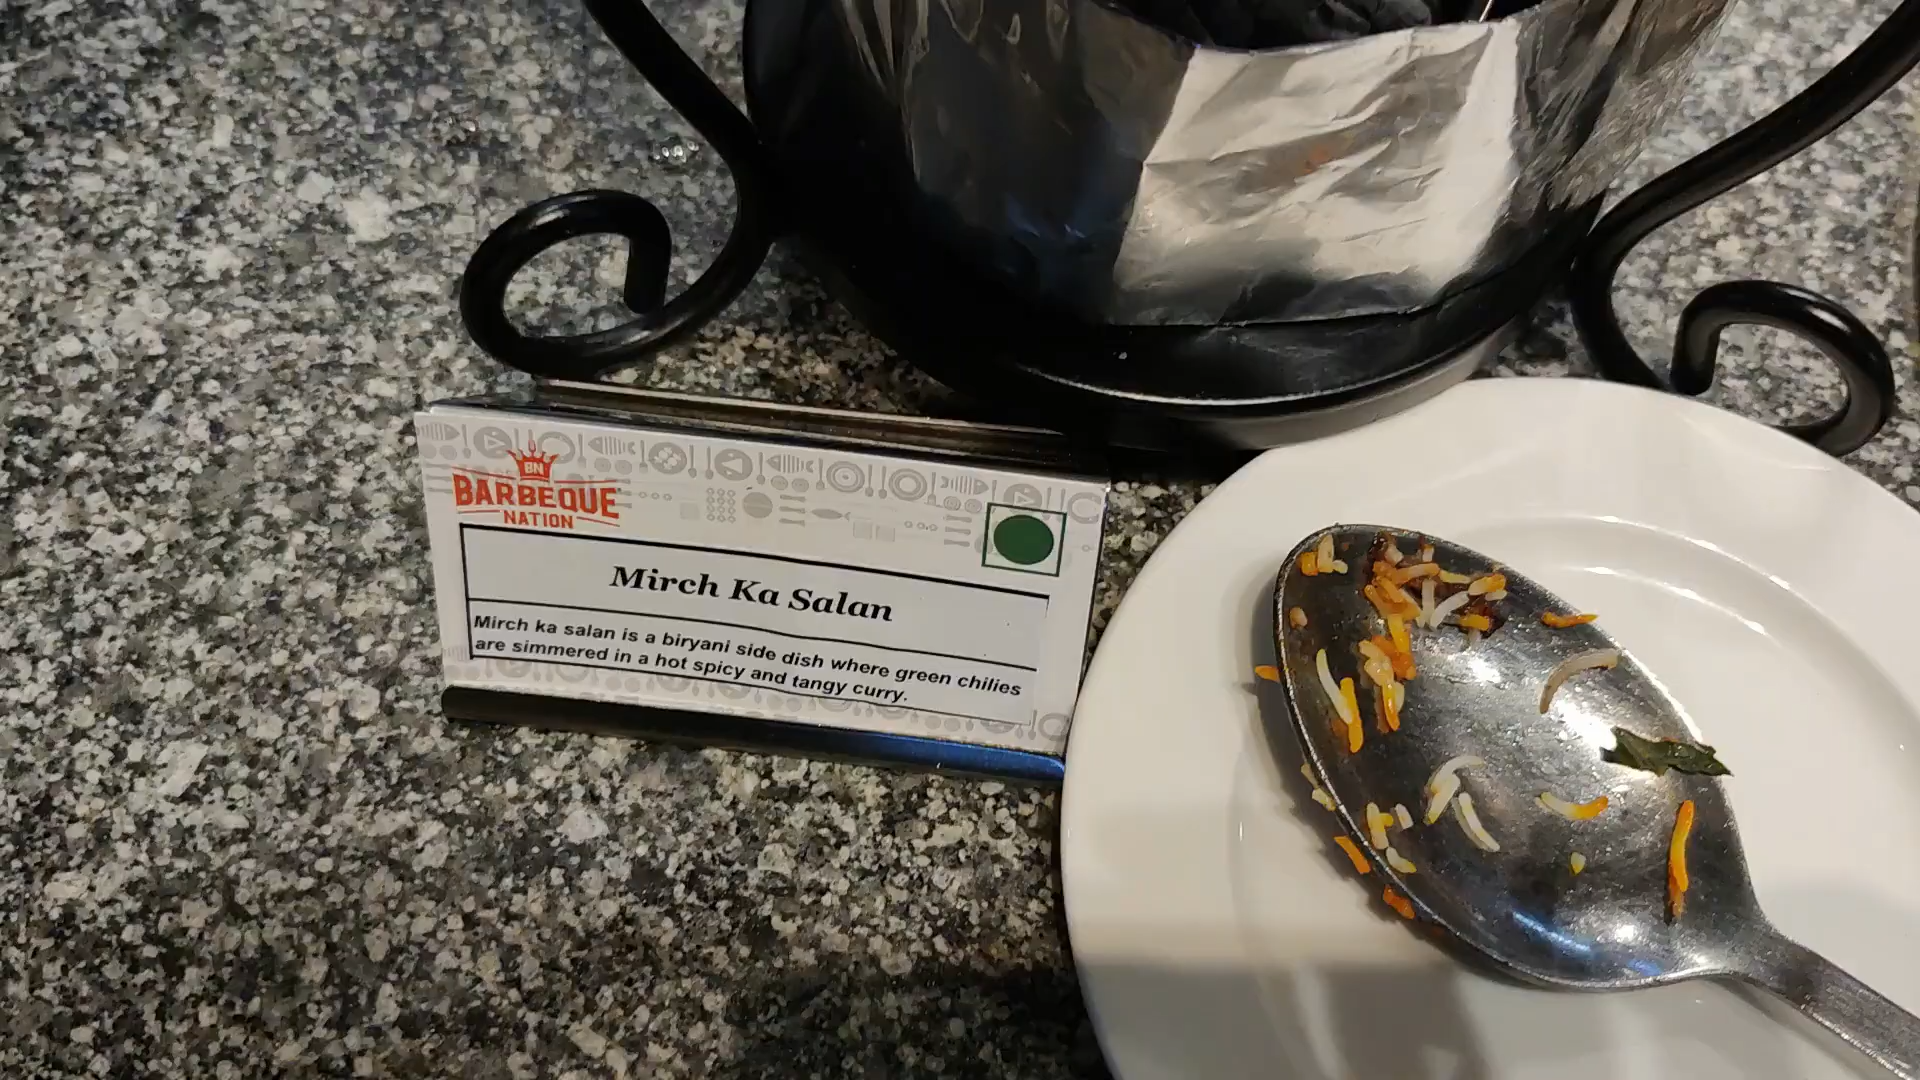 BN
BARBEQUE
NATION
Mirch Ka Salan
Mirch ka salan is a biryani side dish where green chilies
are simmered in a hot spicy and tangy curry.